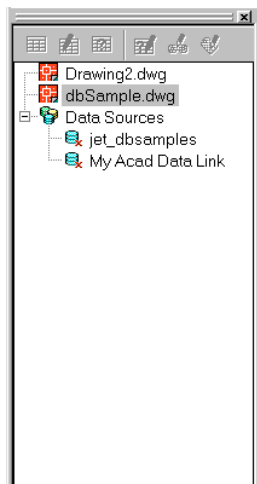 Drawing2.dwg
dbSample.dwg
Data Sources
jet_dbsamples
My Acad Data Link